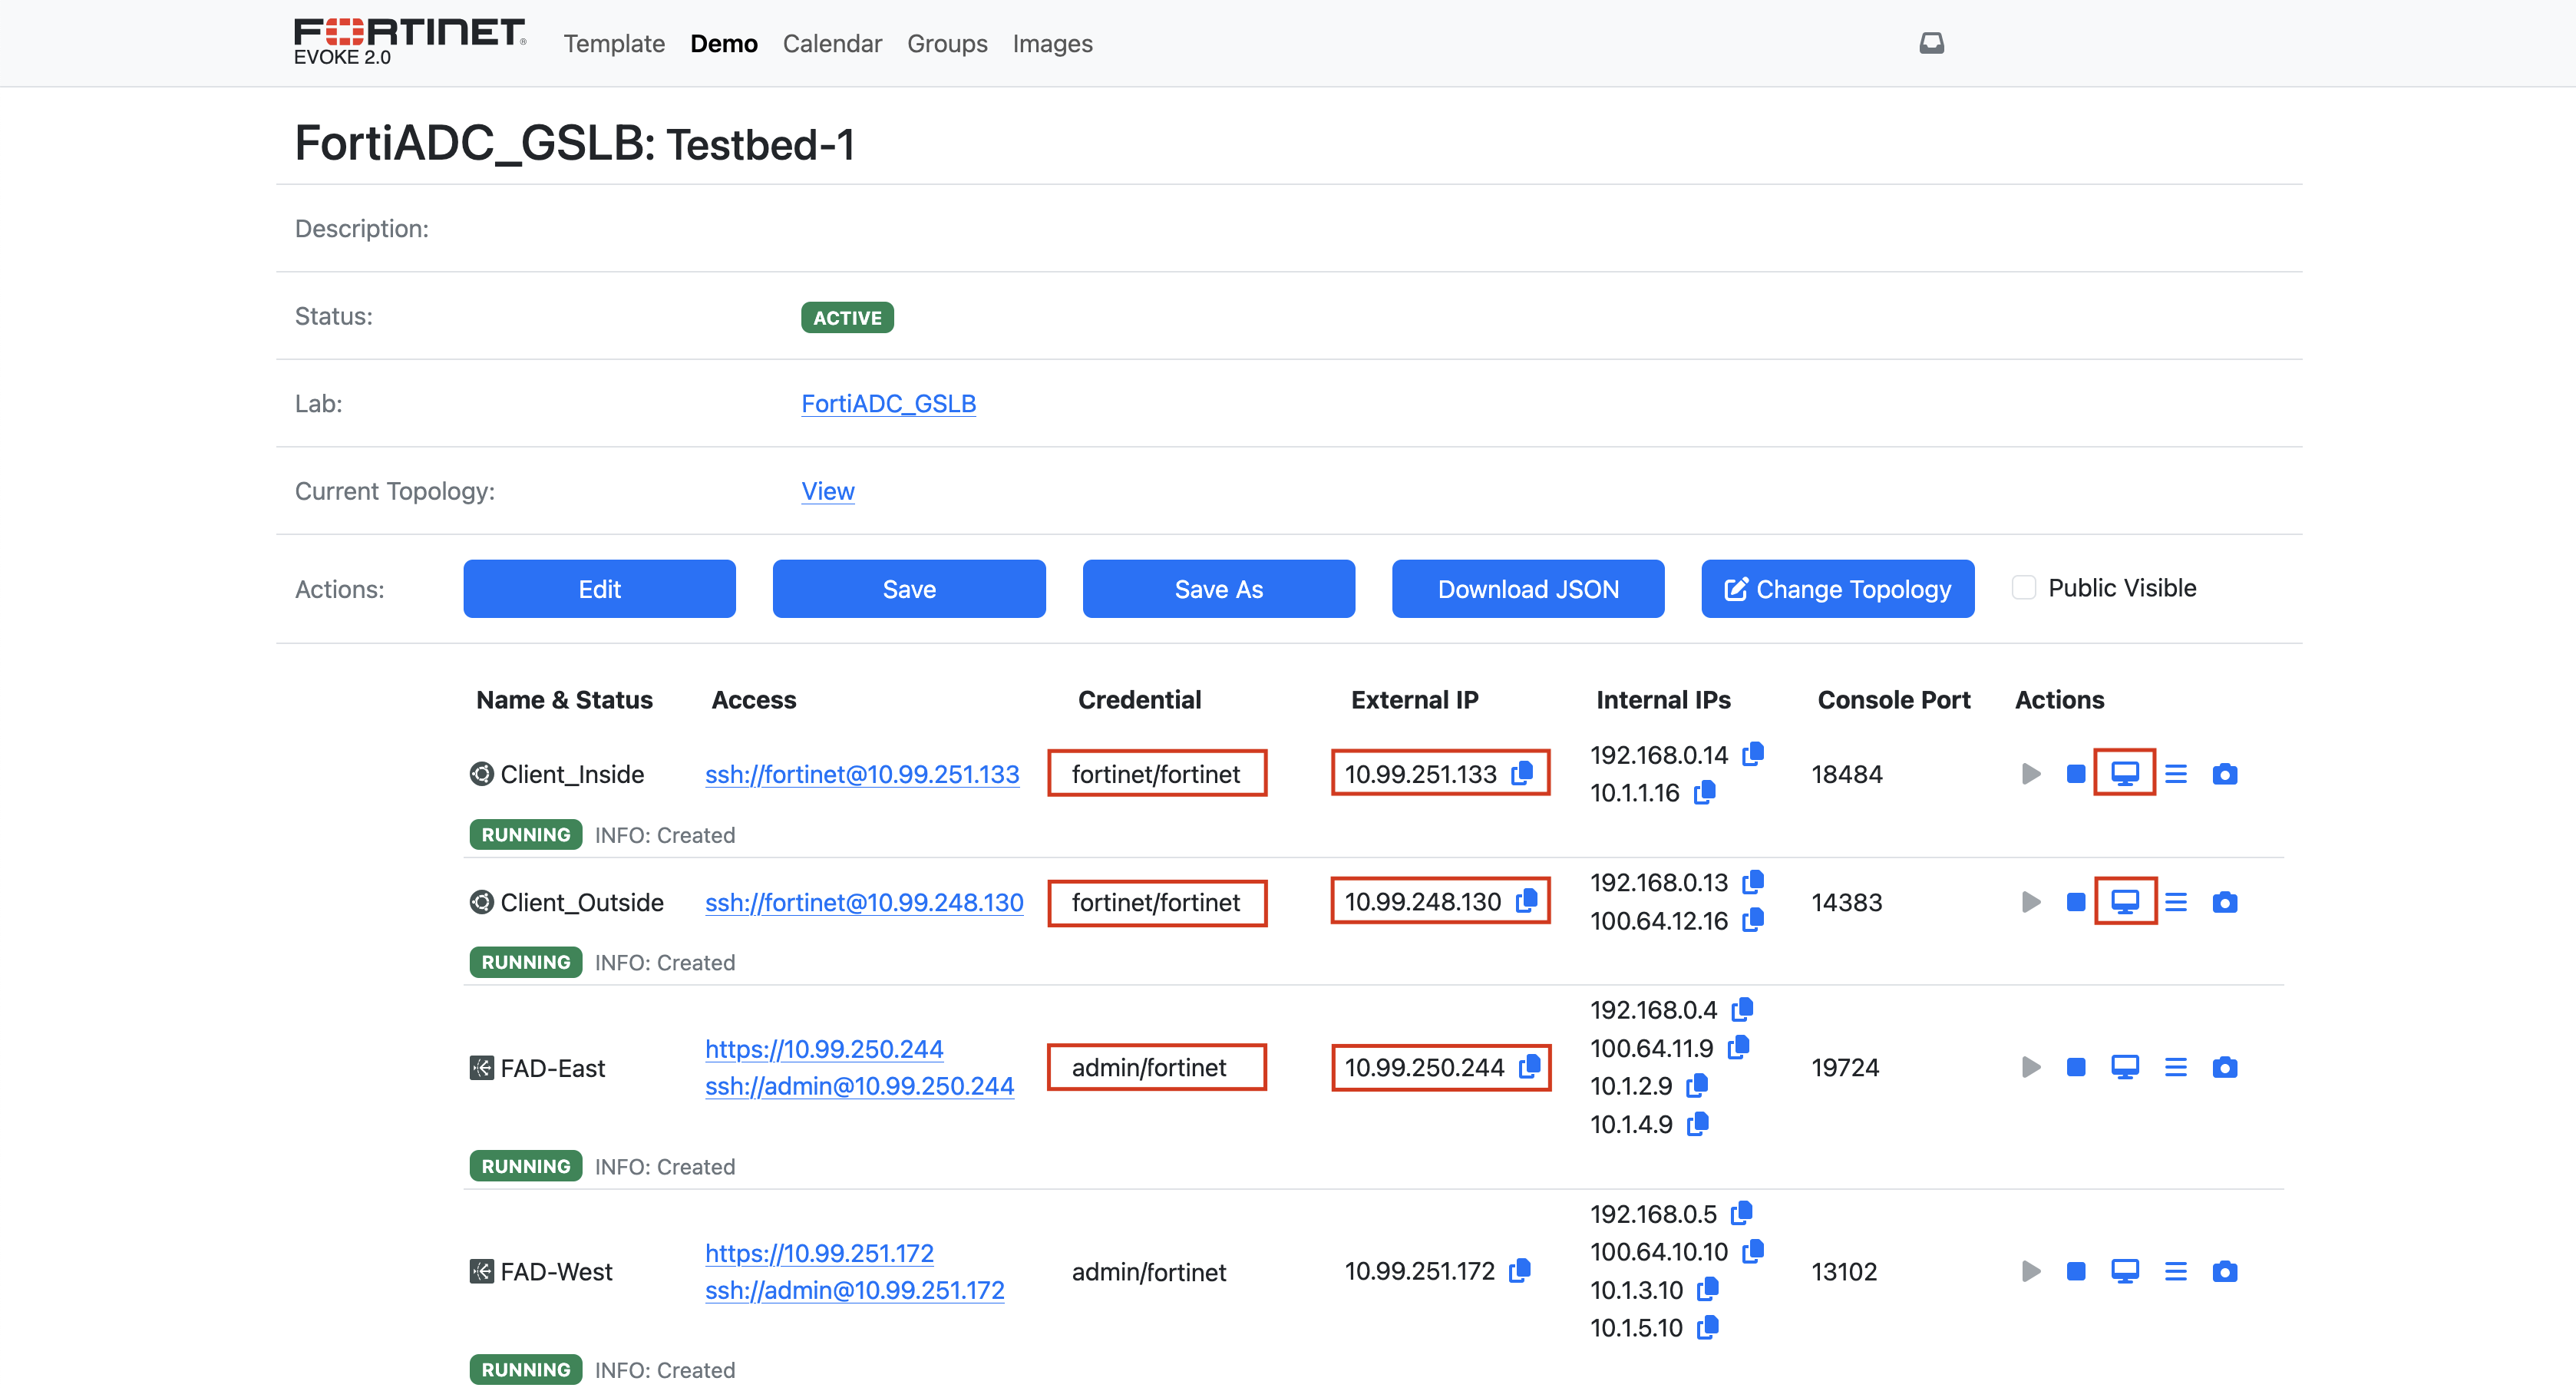 FORTINET®
EVOKE 2.0
Template Demo Calendar Groups Images
FortiADC_GSLB: Testbed-1
Description:
Status: ACTIVE
Lab: FortiADC_GSLB
Current Topology: View
Actions: Edit Save Save As Download JSON Change Topology Public Visible
Name & Status Access Credential External IP Internal IPs Console Port Actions
Client_Inside ssh://fortinet@10.99.251.133 fortinet/fortinet 10.99.251.133 192.168.0.14 18484
10.1.1.16
RUNNING INFO: Created
Client_Outside ssh://fortinet@10.99.248.130 fortinet/fortinet 10.99.248.130 192.168.0.13 14383
100.64.12.16
RUNNING INFO: Created
192.168.0.4
https://10.99.250.244 100.64.11.9
FAD-East admin/fortinet 10.99.250.244 19724
ssh://admin@10.99.250.244 10.1.2.9
10.1.4.9
RUNNING INFO: Created
192.168.0.5
https://10.99.251.172 100.64.10.10
FAD-West admin/fortinet 10.99.251.172 13102
ssh://admin@10.99.251.172 10.1.3.10
10.1.5.10
RUNNING INFO: Created